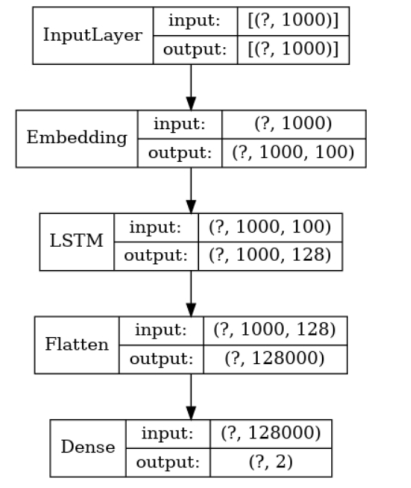 InputLayer input: [(?, 1000)]
output: [(?, 1000)]
Embedding input: (?, 1000)
output: (?, 1000, 100)
LSTM input: (?, 1000, 100)
output: (?, 1000, 128)
Flatten input: (?, 1000, 128)
output: (?, 128000)
Dense input: (?, 128000)
output: (?, 2)